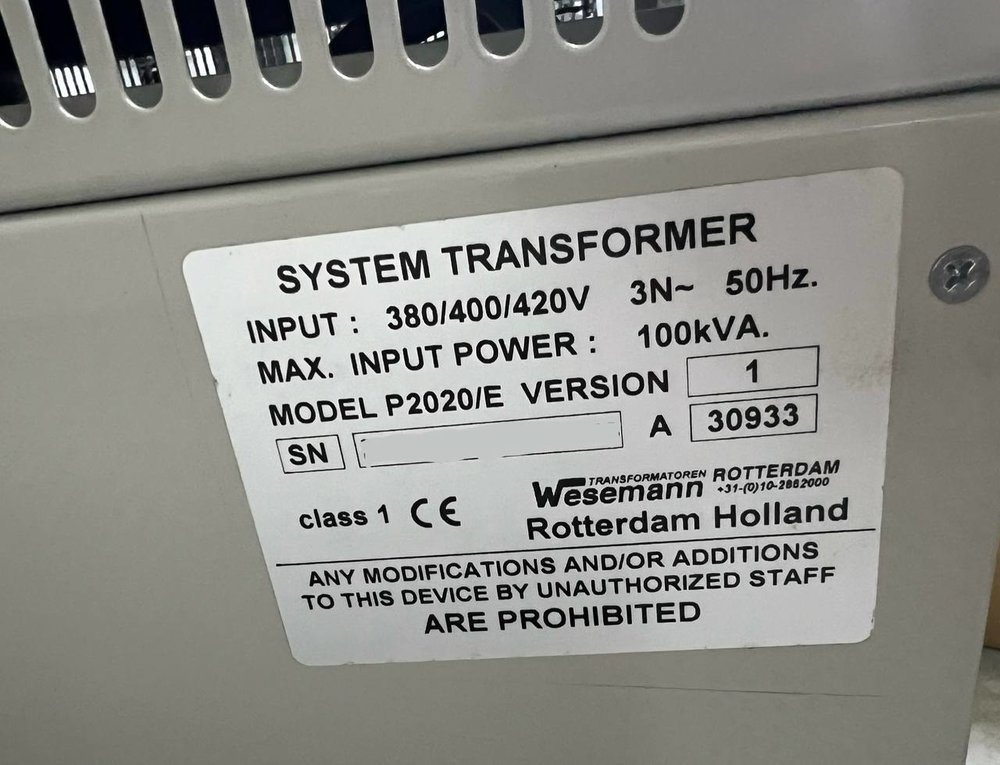 SYSTEM TRANSFORMER
INPUT : 380/400/420V 3N~ 50Hz.
MAX. INPUT POWER : 100kVA.
MODEL P2020/E VERSION 1
SN A 30933
TRANSFORMATOREN ROTTERDAM
Wesemann +31-(0)10-2862000
class 1 CE
Rotterdam Holland
ANY MODIFICATIONS AND/OR ADDITIONS
TO THIS DEVICE BY UNAUTHORIZED STAFF
ARE PROHIBITED